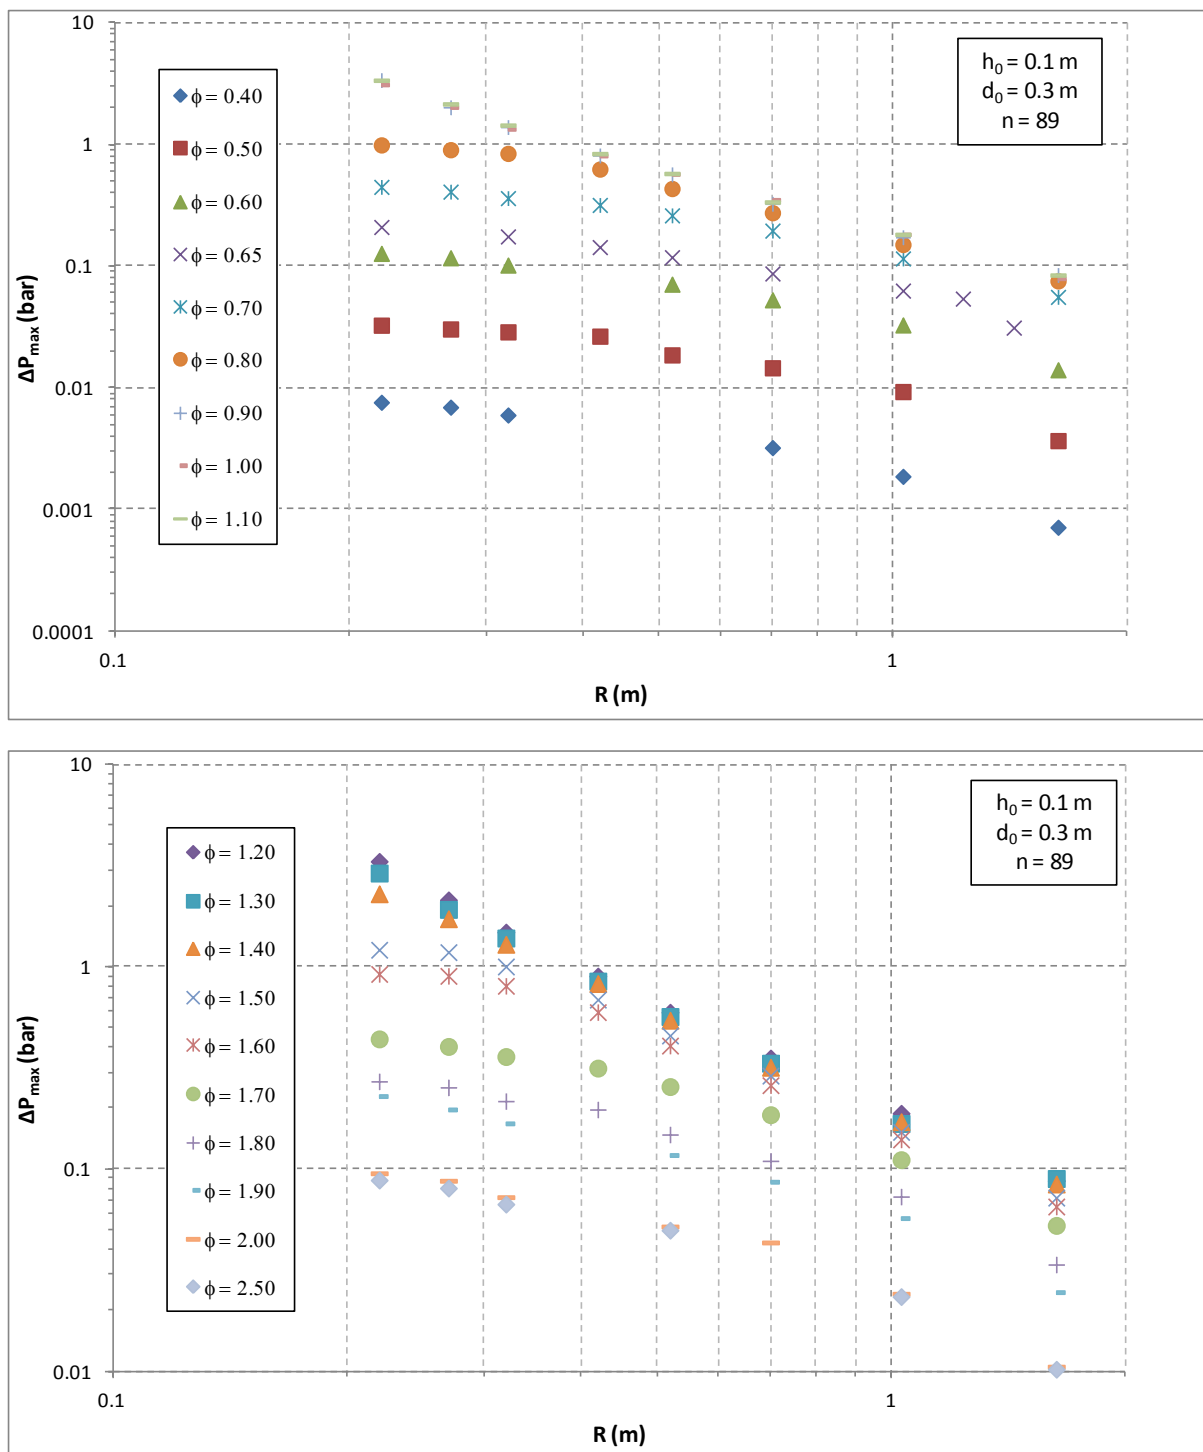 10
1
0.1
0.01
0.001
0.0001
ΔPmax (bar)
0.1
1
R (m)
ϕ = 0.40
ϕ = 0.50
ϕ = 0.60
ϕ = 0.65
ϕ = 0.70
ϕ = 0.80
ϕ = 0.90
ϕ = 1.00
ϕ = 1.10
h0 = 0.1 m
d0 = 0.3 m
n = 89
10
1
0.1
0.01
ΔPmax (bar)
0.1
1
R (m)
ϕ = 1.20
ϕ = 1.30
ϕ = 1.40
ϕ = 1.50
ϕ = 1.60
ϕ = 1.70
ϕ = 1.80
ϕ = 1.90
ϕ = 2.00
ϕ = 2.50
h0 = 0.1 m
d0 = 0.3 m
n = 89